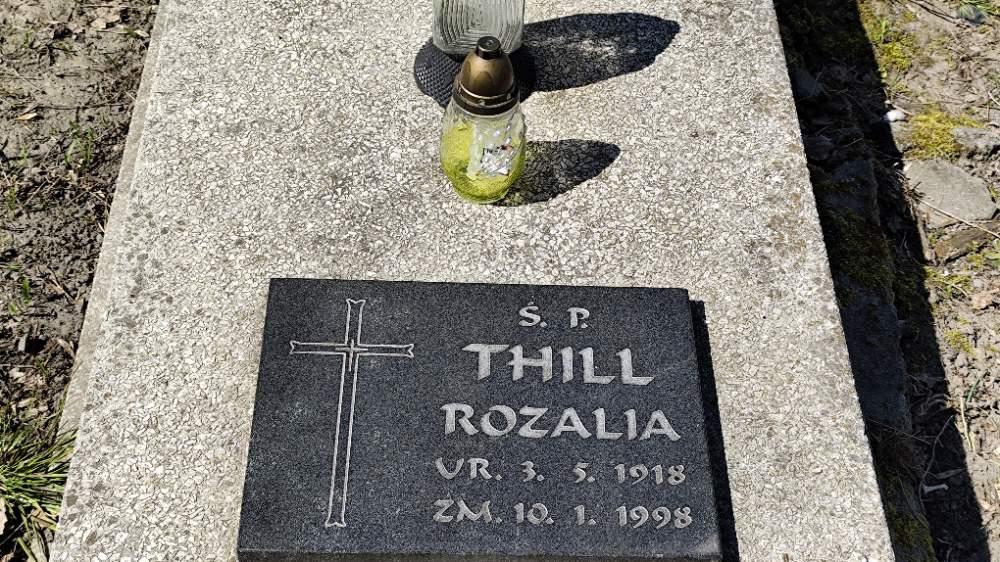 Ś. P.
THILL
ROZALIA
UR. 3. 5. 1918
ZM. 10. 1. 1998